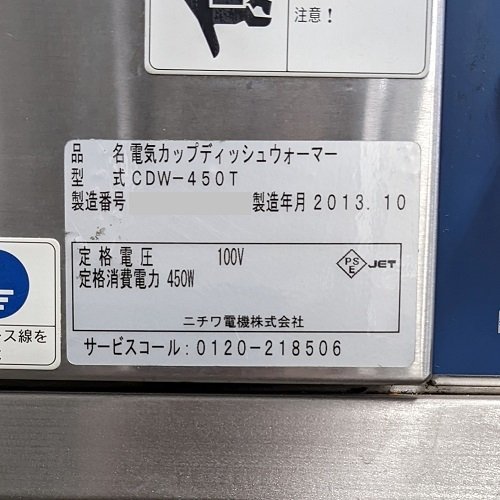 注意！
品 名 電気カップディッシュウォーマー
型 式 CDW-450T
製造番号 製造年月 2013. 10
定格電圧 100V
定格消費電力 450W
PS
E
JET
ニチワ電機株式会社
サービスコール：0120-218506
ース線を